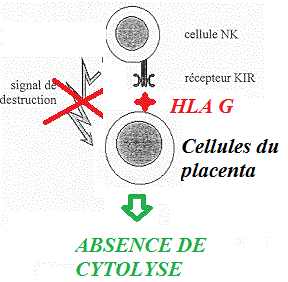 cellule NK
signal de
destruction
récepteur KIR
HLA G
Cellules du
placenta
ABSENCE DE
CYTOLYSE